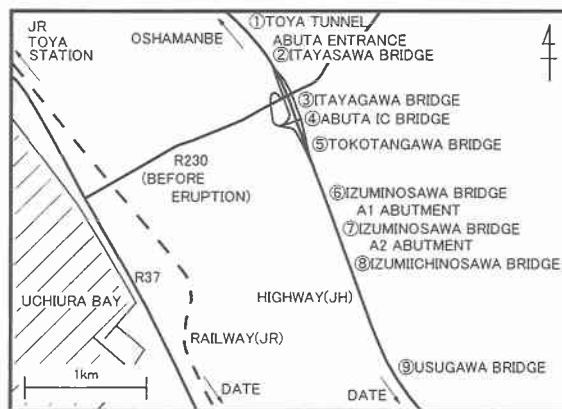 JR
TOYA
STATION
OSHAMANBE
①TOYA TUNNEL
ABUTA ENTRANCE
②ITAYASAWA BRIDGE
4
③ITAYAGAWA BRIDGE
④ABUTA IC BRIDGE
⑤TOKOTANGAWA BRIDGE
R230
(BEFORE
ERUPTION)
⑥IZUMINOSAWA BRIDGE
A1 ABUTMENT
⑦IZUMINOSAWA BRIDGE
A2 ABUTMENT
⑧IZUMIICHINOSAWA BRIDGE
R37
UCHIURA BAY
HIGHWAY(JH)
RAILWAY(JR)
1km
DATE
DATE
⑨USUGAWA BRIDGE